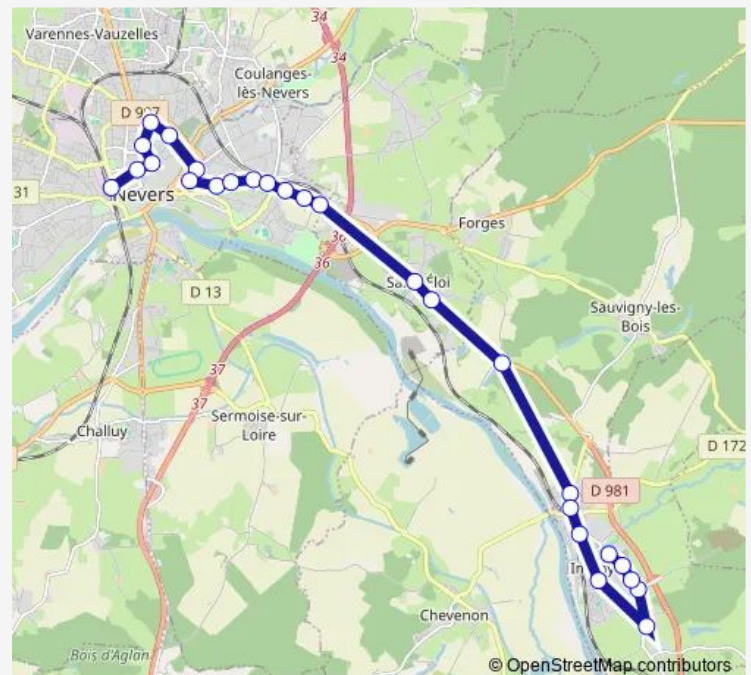 34
Varennes-Vauzelles
34
Coulanges-
lès-Nevers
D 907
31
Nevers
Forges
36
36
D 13
Sauvigny-les-
Bois
37
37
Sermoise-sur-
Loire
Challuy
D 172
D 981
Chevenon
Bois d'Aglan
© OpenStreetMap contributors